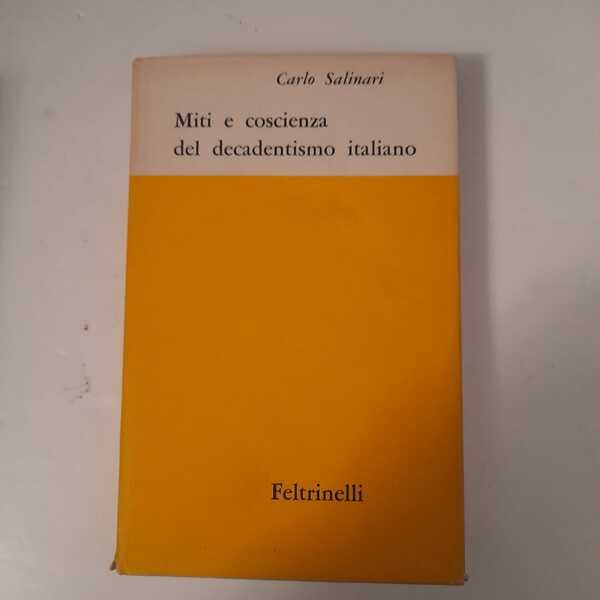 Carlo Salinari
Miti e coscienza
del decadentismo italiano
Feltrinelli